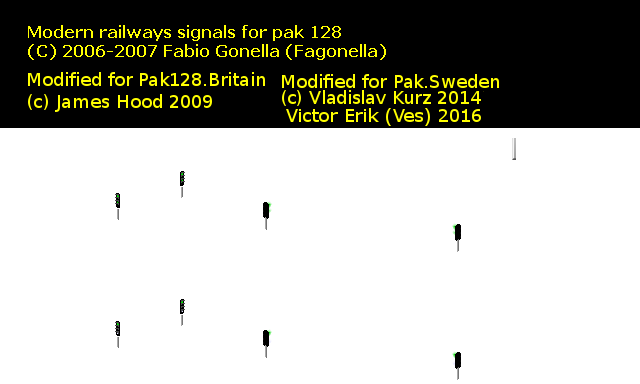 Modern railways signals for pak 128
(C) 2006-2007 Fabio Gonella (Fagonella)
Modified for Pak128.Britain
(c) James Hood 2009
Modified for Pak.Sweden
(c) Vladislav Kurz 2014
Victor Erik (Ves) 2016